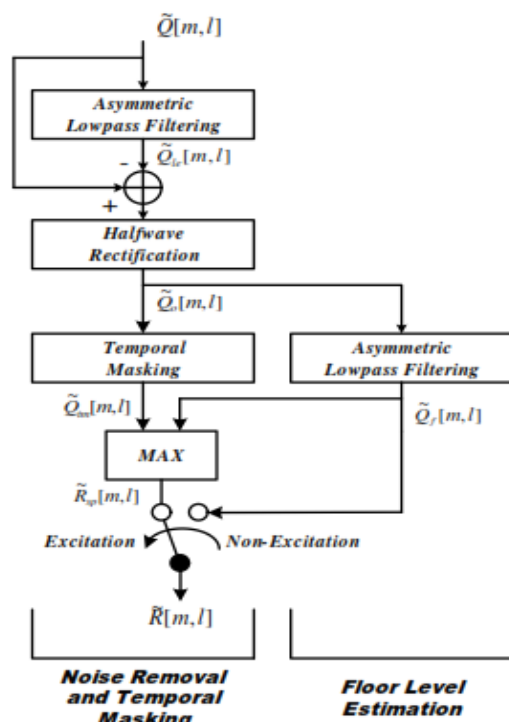 Q̃[m,l]
Asymmetric
Lowpass Filtering
-
Q̃le[m,l]
+
Halfwave
Rectification
Q̃o[m,l]
Temporal
Masking
Asymmetric
Lowpass Filtering
Q̃tm[m,l]
Q̃f[m,l]
MAX
R̃sp[m,l]
Excitation
Non-Excitation
R̃[m,l]
Noise Removal
and Temporal
Masking
Floor Level
Estimation